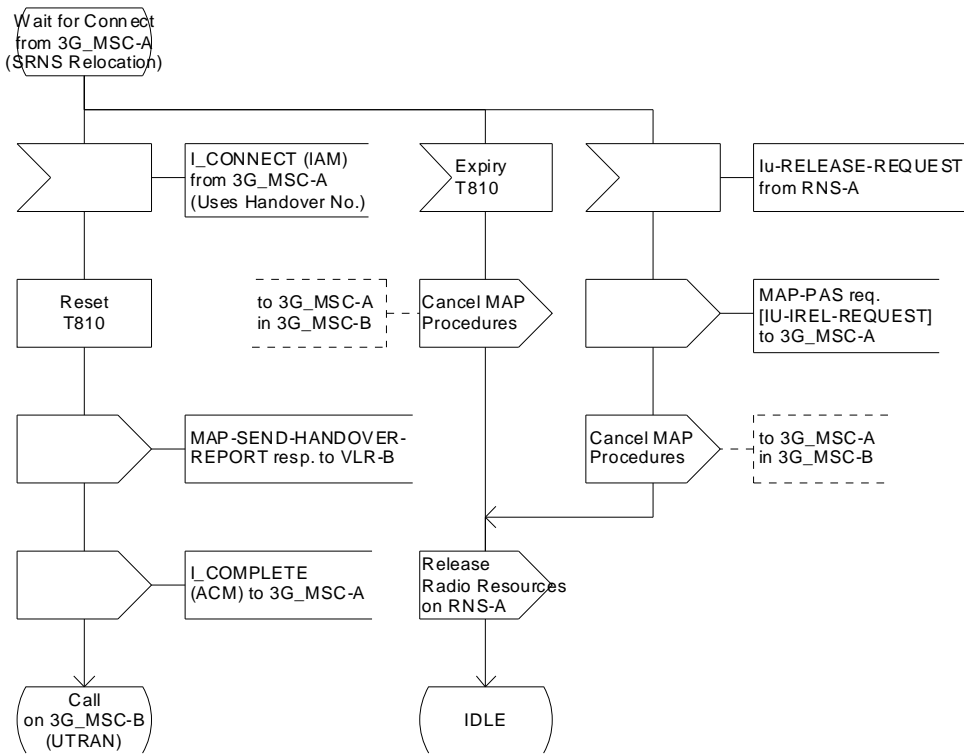 Wait for Connect
from 3G_MSC-A
(SRNS Relocation)
I_CONNECT (IAM)
from 3G_MSC-A
(Uses Handover No.)
Expiry
T810
Iu-RELEASE-REQUEST
from RNS-A
Reset
T810
to 3G_MSC-A
in 3G_MSC-B
Cancel MAP
Procedures
MAP-PAS req.
[IU-IREL-REQUEST]
to 3G_MSC-A
MAP-SEND-HANDOVER-
REPORT resp. to VLR-B
Cancel MAP
Procedures
to 3G_MSC-A
in 3G_MSC-B
I_COMPLETE
(ACM) to 3G_MSC-A
Release
Radio Resources
on RNS-A
Call
on 3G_MSC-B
(UTRAN)
IDLE